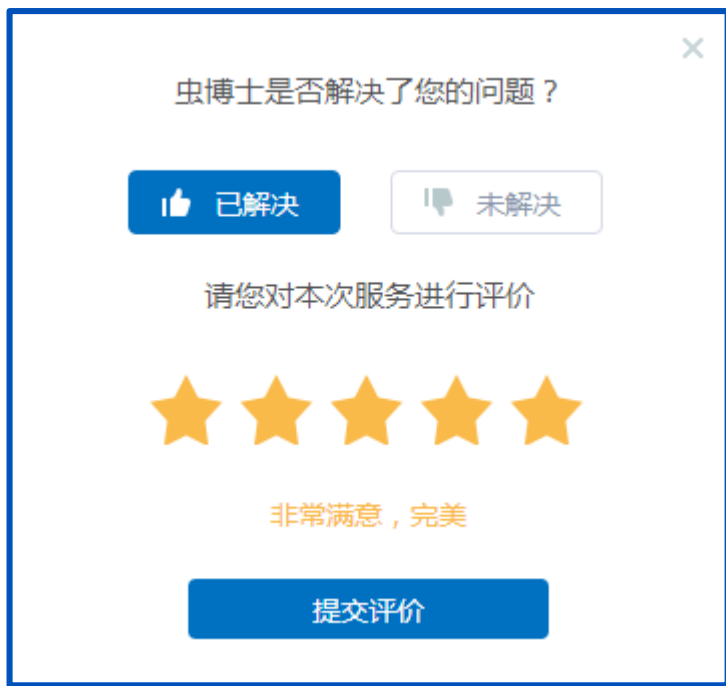 虫博士是否解决了您的问题？
已解决
未解决
请您对本次服务进行评价
非常满意，完美
提交评价